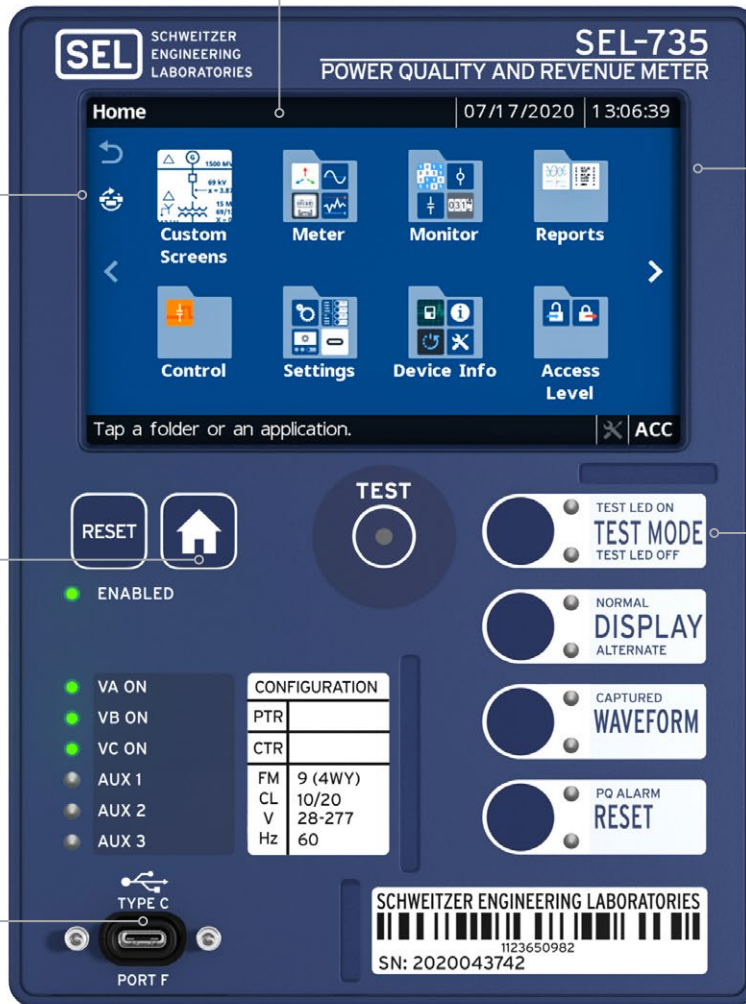 SEL SCHWEITZER
ENGINEERING
LABORATORIES
SEL-735
POWER QUALITY AND REVENUE METER
Home 07/17/2020 13:06:39
Custom
Screens
Meter
Monitor
Reports
Control
Settings
Device Info
Access
Level
Tap a folder or an application. ACC
RESET
TEST
TEST LED ON
TEST MODE
TEST LED OFF
ENABLED
NORMAL
DISPLAY
ALTERNATE
VA ON
VB ON
VC ON
AUX 1
AUX 2
AUX 3
CONFIGURATION
PTR
CTR
FM 9 (4WY)
CL 10/20
V 28-277
Hz 60
CAPTURED
WAVEFORM
PQ ALARM
RESET
TYPE C
PORT F
SCHWEITZER ENGINEERING LABORATORIES
1123650982
SN: 2020043742